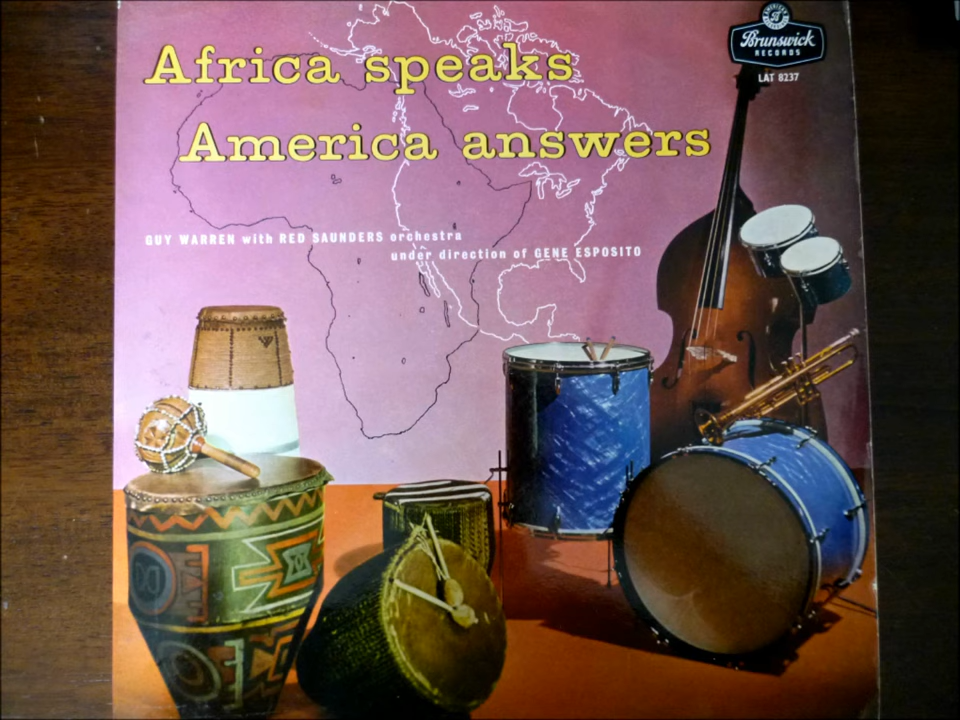 Africa speaks
America answers
GUY WARREN with RED SAUNDERS orchestra
under direction of GENE ESPOSITO
Brunswick
RECORDS
LAT 8237